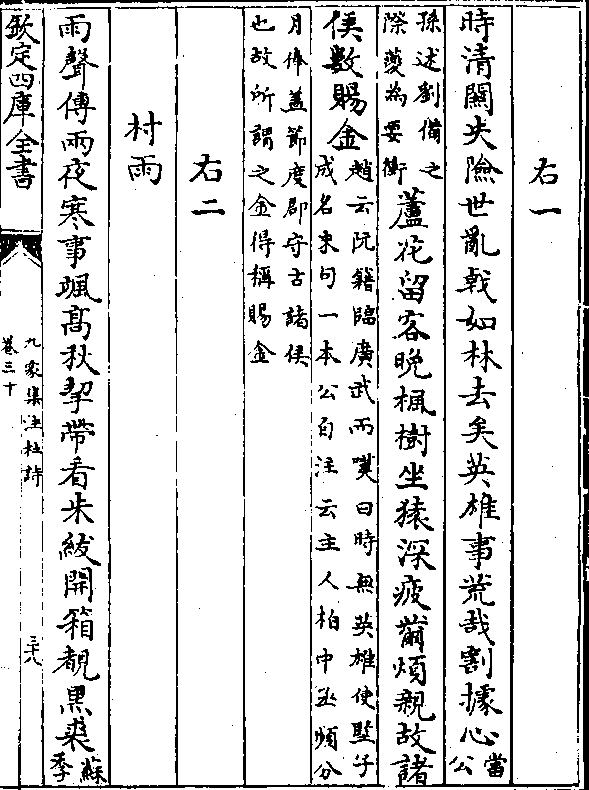 右一
時清關失險世亂戟如林去矣英雄事荒哉割據心當
公
孫述劉備之
際夔為要衝
蘆花留客晚楓樹坐猿深疲薾煩親故諸
侯數賜金
趙云阮籍臨廣武而嘆曰時無英雄使豎子
成名末句一本公自注云主人柏中丞頻分
月俸蓋節度郡守古諸侯
也故所謂之金得稱賜金
右二
村雨
雨聲傳兩夜寒事颯高秋挈帶看朱紱開箱覩黑裘蘇
季
欽定四庫全書
九家集注杜詩
卷三十
三十八